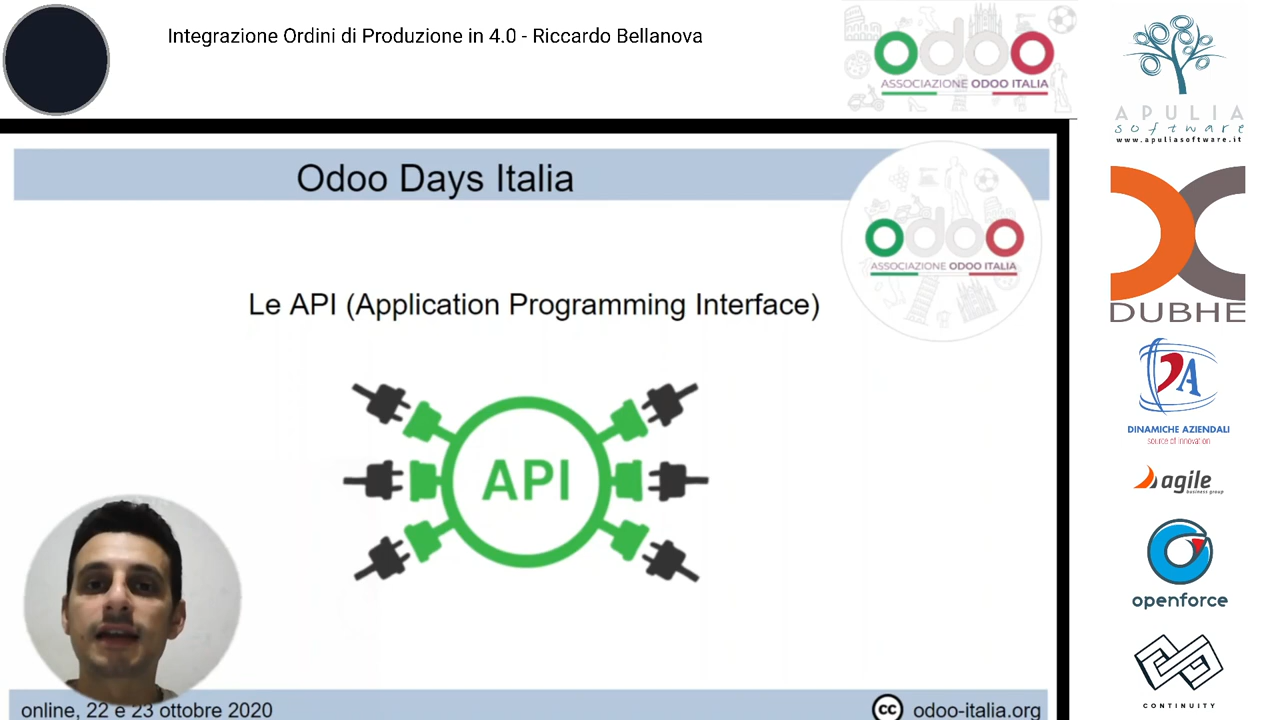 Integrazione Ordini di Produzione in 4.0 - Riccardo Bellanova
odoo
ASSOCIAZIONE ODOO ITALIA
APULIA
software
www.apuliasoftware.it
Odoo Days Italia
odoo
ASSOCIAZIONE ODOO ITALIA
Le API (Application Programming Interface)
API
DUBHE
DA
DINAMICHE AZIENDALI
source of innovation
agile
business group
openforce
CONTINUITY
online, 22 e 23 ottobre 2020
cc odoo-italia.org